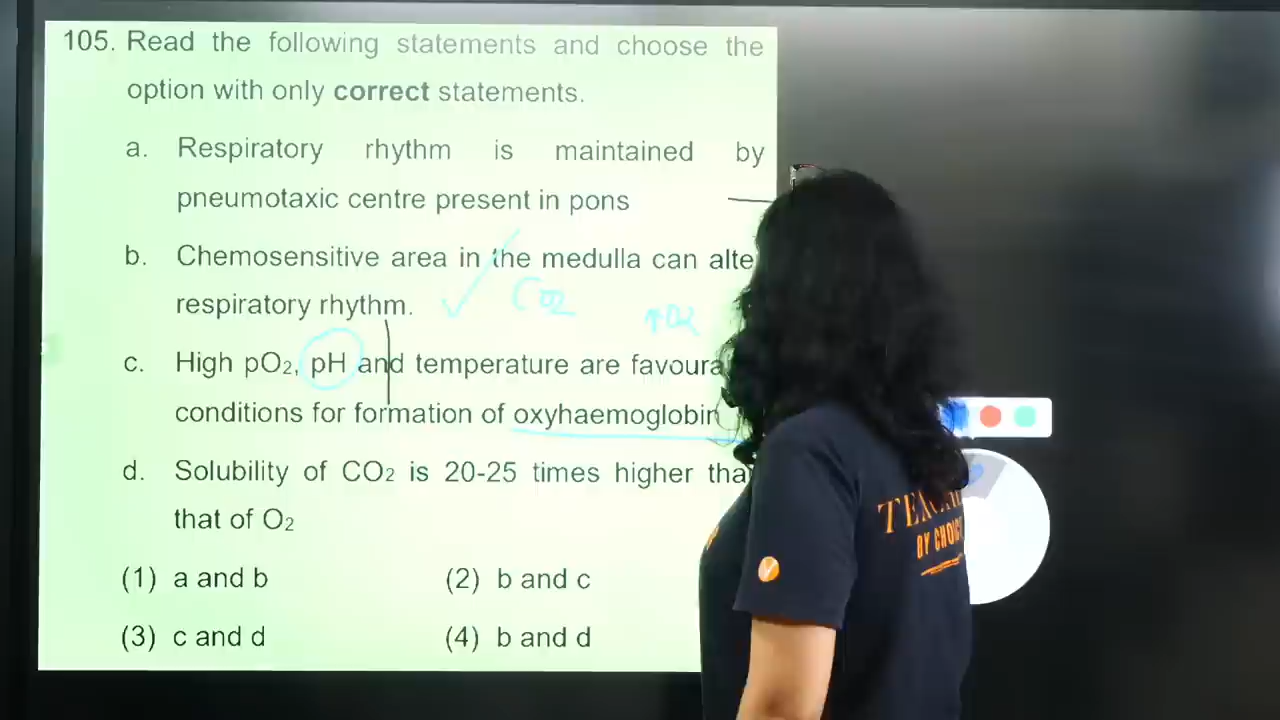 105. Read the following statements and choose the
option with only correct statements.
a. Respiratory rhythm is maintained by
pneumotaxic centre present in pons
b. Chemosensitive area in the medulla can alte
respiratory rhythm.
CO2
↑O2
c. High pO2, pH and temperature are favoura
conditions for formation of oxyhaemoglobin
d. Solubility of CO2 is 20-25 times higher tha
that of O2
BY CHOIC
(1) a and b (2) b and c
(3) c and d (4) b and d